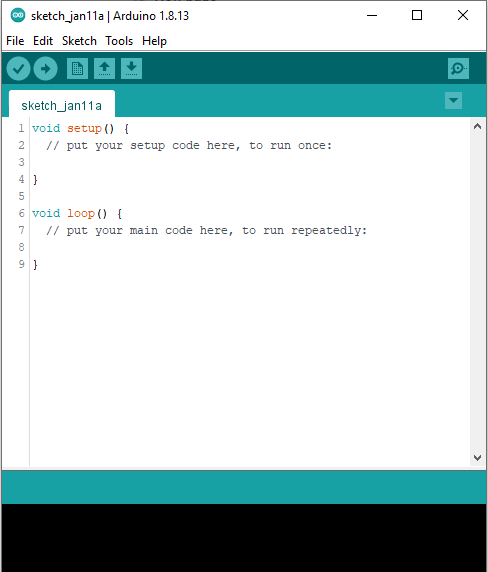 sketch_jan11a | Arduino 1.8.13
File Edit Sketch Tools Help
sketch_jan11a
1 void setup() {
2 // put your setup code here, to run once:
3
4 }
5
6 void loop() {
7 // put your main code here, to run repeatedly:
8
9 }